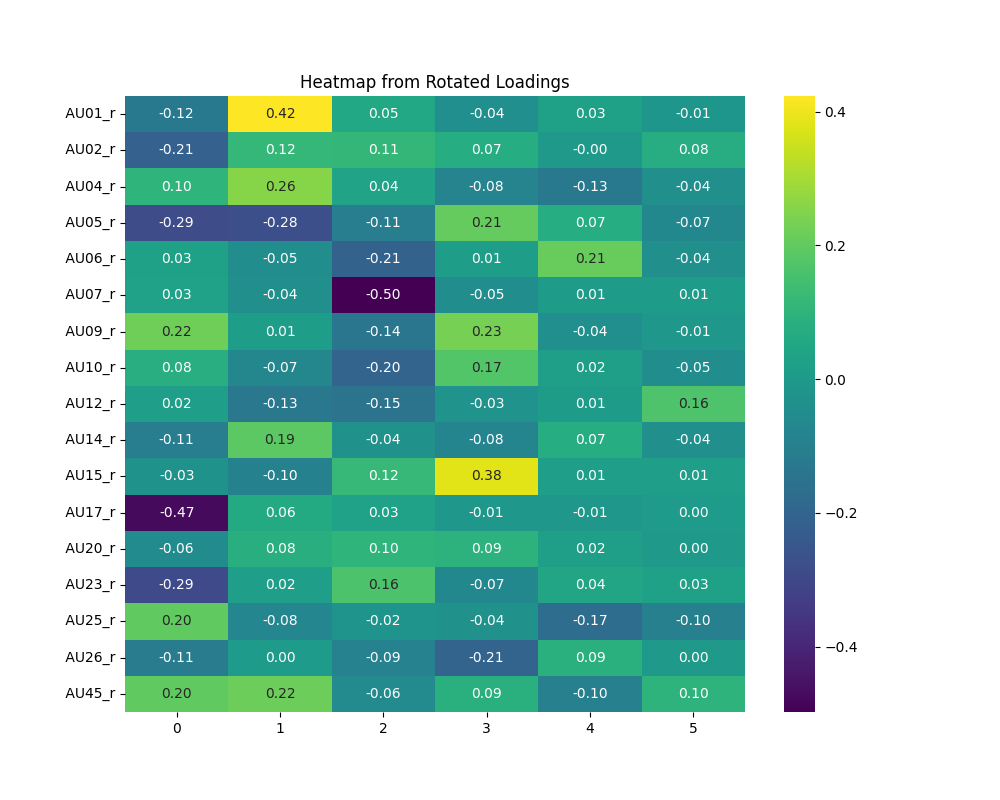 Heatmap from Rotated Loadings
AU01_r -0.12 0.42 0.05 -0.04 0.03 -0.01
AU02_r -0.21 0.12 0.11 0.07 -0.00 0.08
AU04_r 0.10 0.26 0.04 -0.08 -0.13 -0.04
AU05_r -0.29 -0.28 -0.11 0.21 0.07 -0.07
AU06_r 0.03 -0.05 -0.21 0.01 0.21 -0.04
AU07_r 0.03 -0.04 -0.50 -0.05 0.01 0.01
AU09_r 0.22 0.01 -0.14 0.23 -0.04 -0.01
AU10_r 0.08 -0.07 -0.20 0.17 0.02 -0.05
AU12_r 0.02 -0.13 -0.15 -0.03 0.01 0.16
AU14_r -0.11 0.19 -0.04 -0.08 0.07 -0.04
AU15_r -0.03 -0.10 0.12 0.38 0.01 0.01
AU17_r -0.47 0.06 0.03 -0.01 -0.01 0.00
AU20_r -0.06 0.08 0.10 0.09 0.02 0.00
AU23_r -0.29 0.02 0.16 -0.07 0.04 0.03
AU25_r 0.20 -0.08 -0.02 -0.04 -0.17 -0.10
AU26_r -0.11 0.00 -0.09 -0.21 0.09 0.00
AU45_r 0.20 0.22 -0.06 0.09 -0.10 0.10
0 1 2 3 4 5
0.4
0.2
0.0
−0.2
−0.4